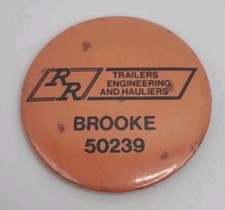 RR
TRAILERS
ENGINEERING
AND HAULIERS
BROOKE
50239